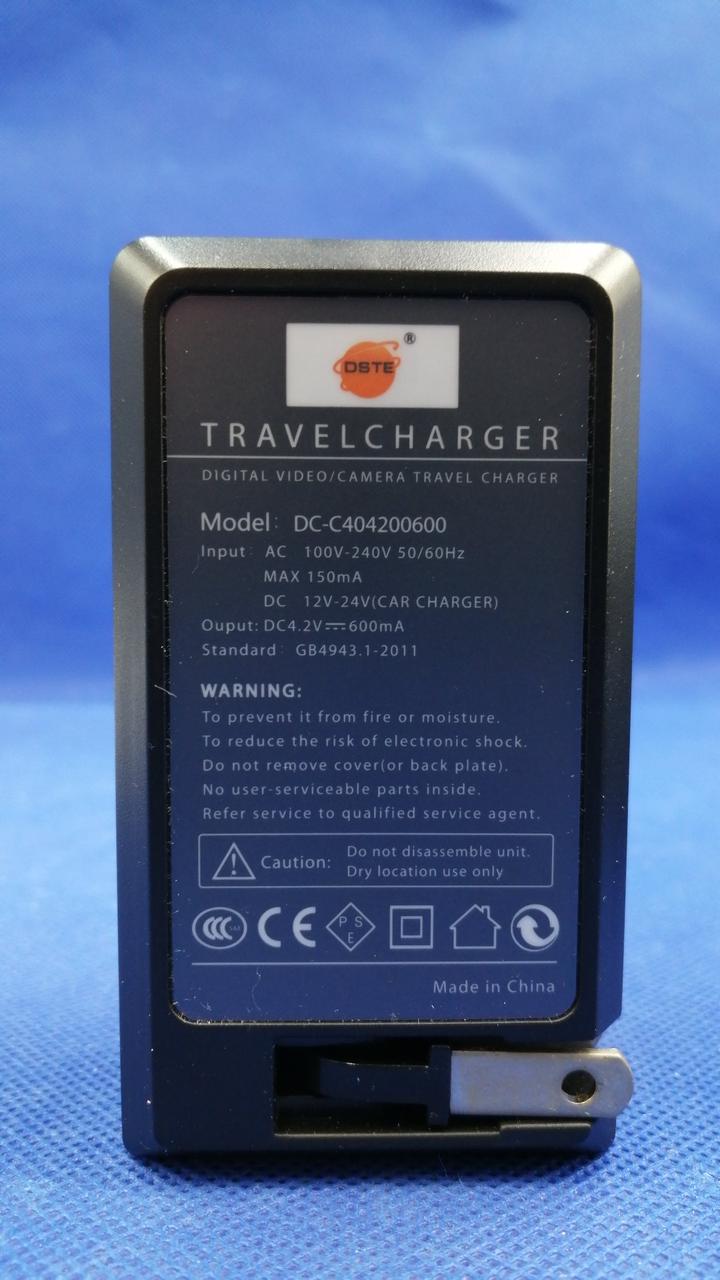 DSTE ®
TRAVELCHARGER
DIGITAL VIDEO/CAMERA TRAVEL CHARGER
Model: DC-C404200600
Input: AC 100V-240V 50/60Hz
MAX 150mA
DC 12V-24V(CAR CHARGER)
Ouput: DC4.2V⎓600mA
Standard: GB4943.1-2011
WARNING:
To prevent it from fire or moisture.
To reduce the risk of electronic shock.
Do not remove cover(or back plate).
No user-serviceable parts inside.
Refer service to qualified service agent.
Caution: Do not disassemble unit.
Dry location use only
CCC CE PSE
Made in China